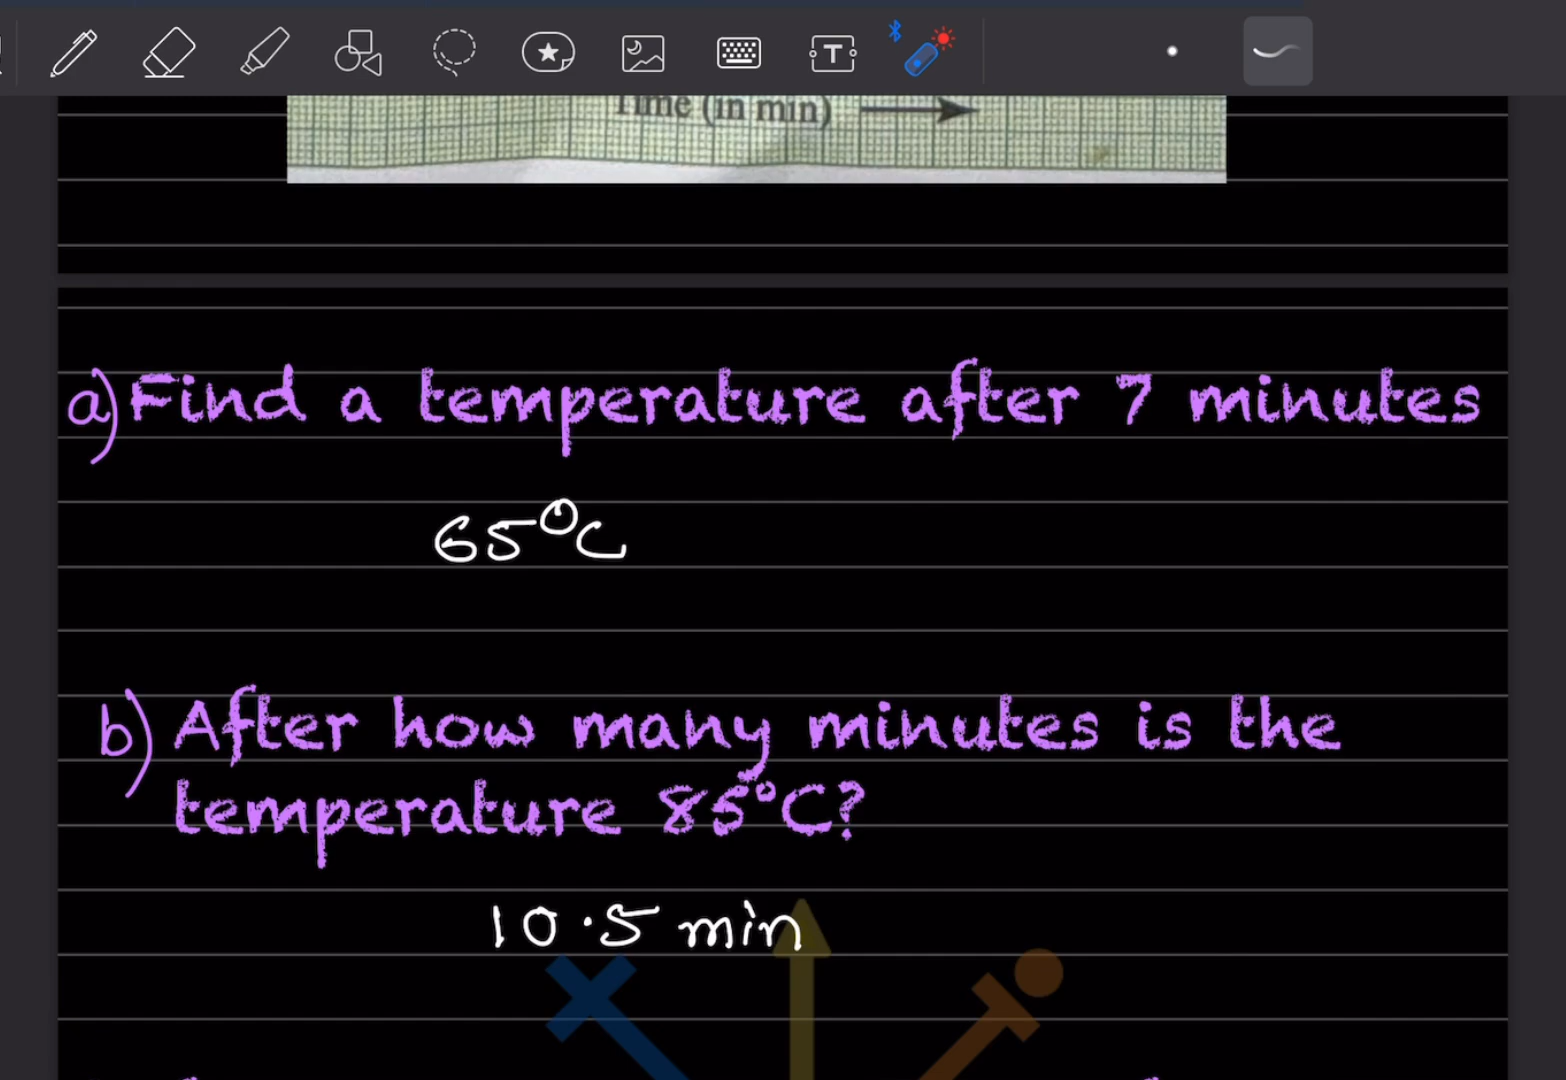 Time (in min)
a) Find a temperature after 7 minutes
65°C
b) After how many minutes is the
temperature 85°C?
10.5 min